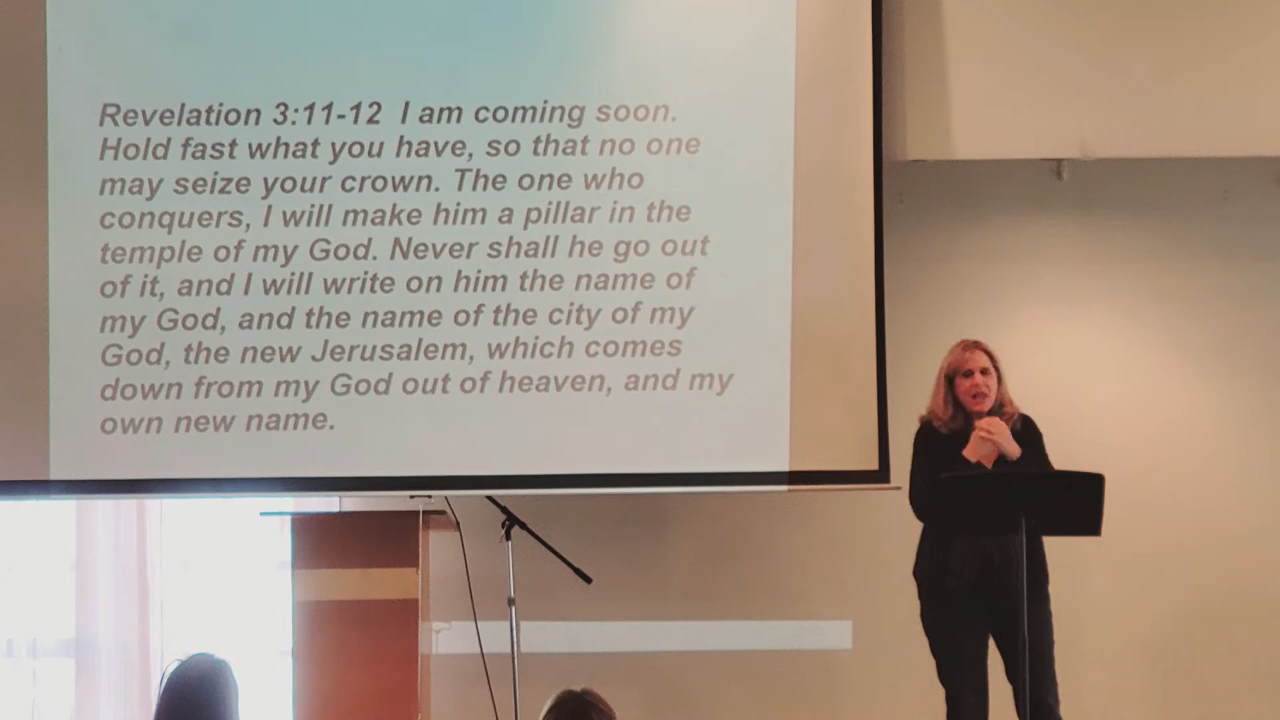 Revelation 3:11-12  I am coming soon.
Hold fast what you have, so that no one
may seize your crown. The one who
conquers, I will make him a pillar in the
temple of my God. Never shall he go out
of it, and I will write on him the name of
my God, and the name of the city of my
God, the new Jerusalem, which comes
down from my God out of heaven, and my
own new name.